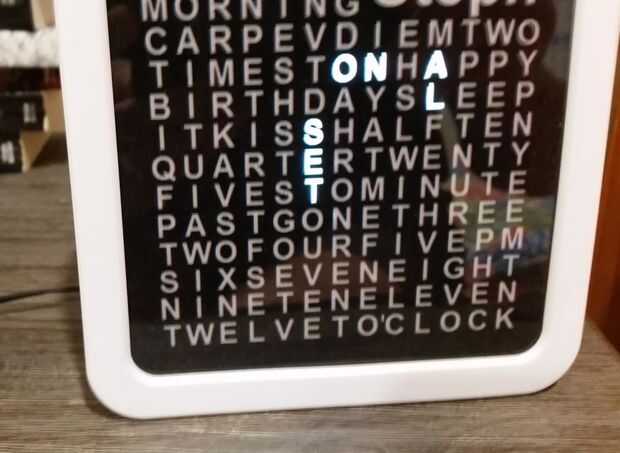 MORNING
CARPEVDIEMTWO
TIMESTONHAPPY
BIRTHDAYSLEEP
ITKISSHALFTEN
QUARTERTWENTY
FIVESTOMINUTE
PASTGONETHREE
TWOFOURFIVEPM
SIXSEVENEIGHT
NINETENELEVEN
TWELVETO'CLOCK